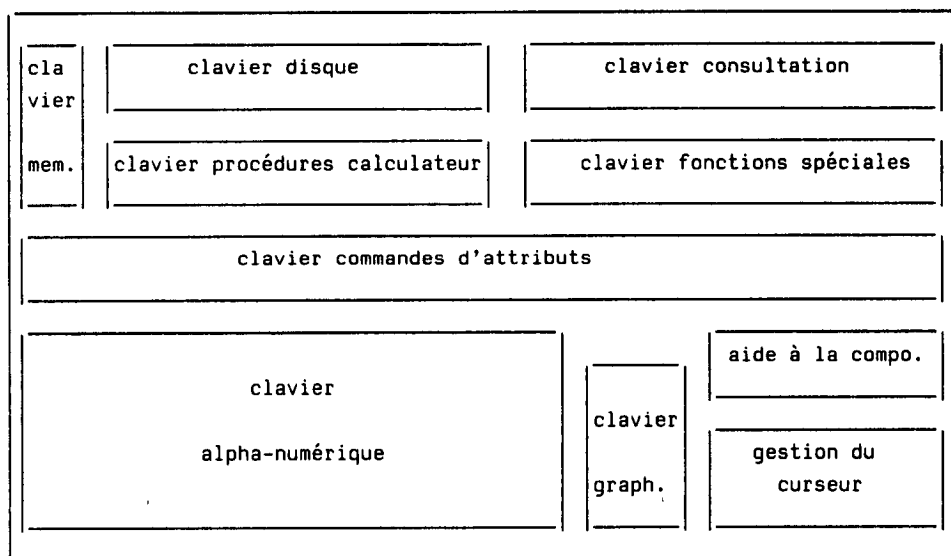 cla
vier
mem.
clavier disque
clavier consultation
clavier procédures calculateur
clavier fonctions spéciales
clavier commandes d'attributs
clavier
alpha-numérique
clavier
graph.
aide à la compo.
gestion du
curseur